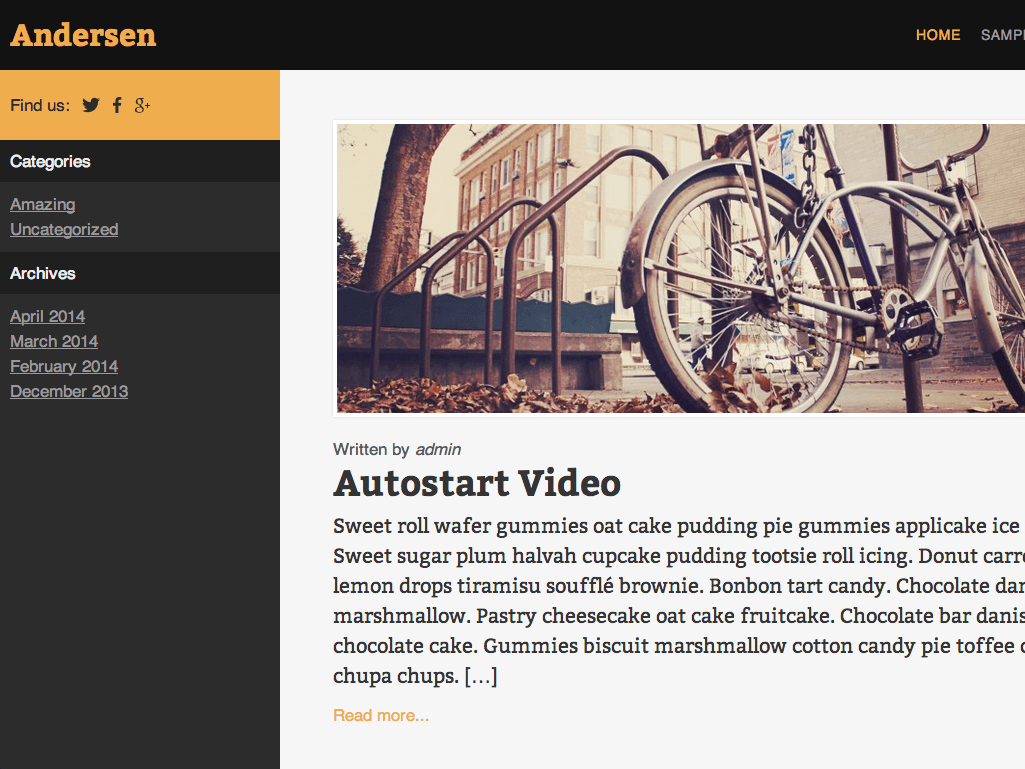 Andersen
HOME SAMP
Find us:
Categories
Amazing
Uncategorized
Archives
April 2014
March 2014
February 2014
December 2013
Written by admin
Autostart Video
Sweet roll wafer gummies oat cake pudding pie gummies applicake ice
Sweet sugar plum halvah cupcake pudding tootsie roll icing. Donut carr
lemon drops tiramisu soufflé brownie. Bonbon tart candy. Chocolate dan
marshmallow. Pastry cheesecake oat cake fruitcake. Chocolate bar danis
chocolate cake. Gummies biscuit marshmallow cotton candy pie toffee
chupa chups. […]
Read more...